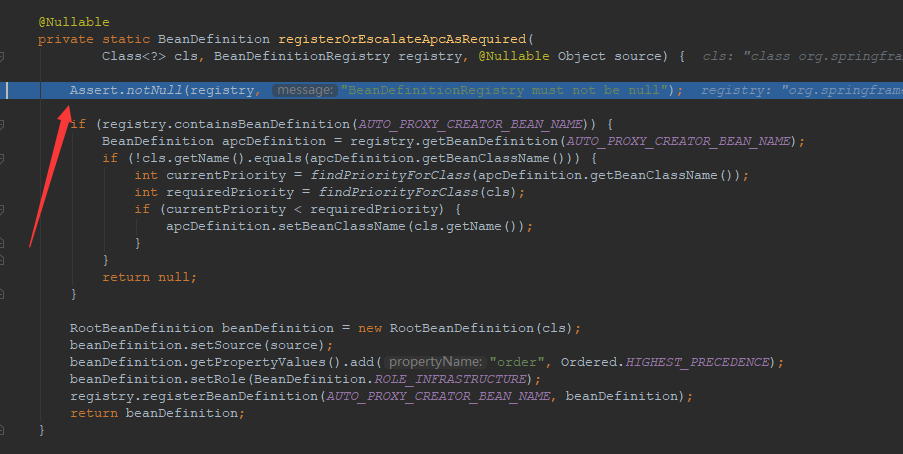 @Nullable
private static BeanDefinition registerOrEscalateApcAsRequired(
Class<?> cls, BeanDefinitionRegistry registry, @Nullable Object source) { cls: "class org.springfra
Assert.notNull(registry, message: "BeanDefinitionRegistry must not be null"); registry: "org.springframe
if (registry.containsBeanDefinition(AUTO_PROXY_CREATOR_BEAN_NAME)) {
BeanDefinition apcDefinition = registry.getBeanDefinition(AUTO_PROXY_CREATOR_BEAN_NAME);
if (!cls.getName().equals(apcDefinition.getBeanClassName())) {
int currentPriority = findPriorityForClass(apcDefinition.getBeanClassName());
int requiredPriority = findPriorityForClass(cls);
if (currentPriority < requiredPriority) {
apcDefinition.setBeanClassName(cls.getName());
}
}
return null;
}
RootBeanDefinition beanDefinition = new RootBeanDefinition(cls);
beanDefinition.setSource(source);
beanDefinition.getPropertyValues().add( propertyName: "order", Ordered.HIGHEST_PRECEDENCE);
beanDefinition.setRole(BeanDefinition.ROLE_INFRASTRUCTURE);
registry.registerBeanDefinition(AUTO_PROXY_CREATOR_BEAN_NAME, beanDefinition);
return beanDefinition;
}